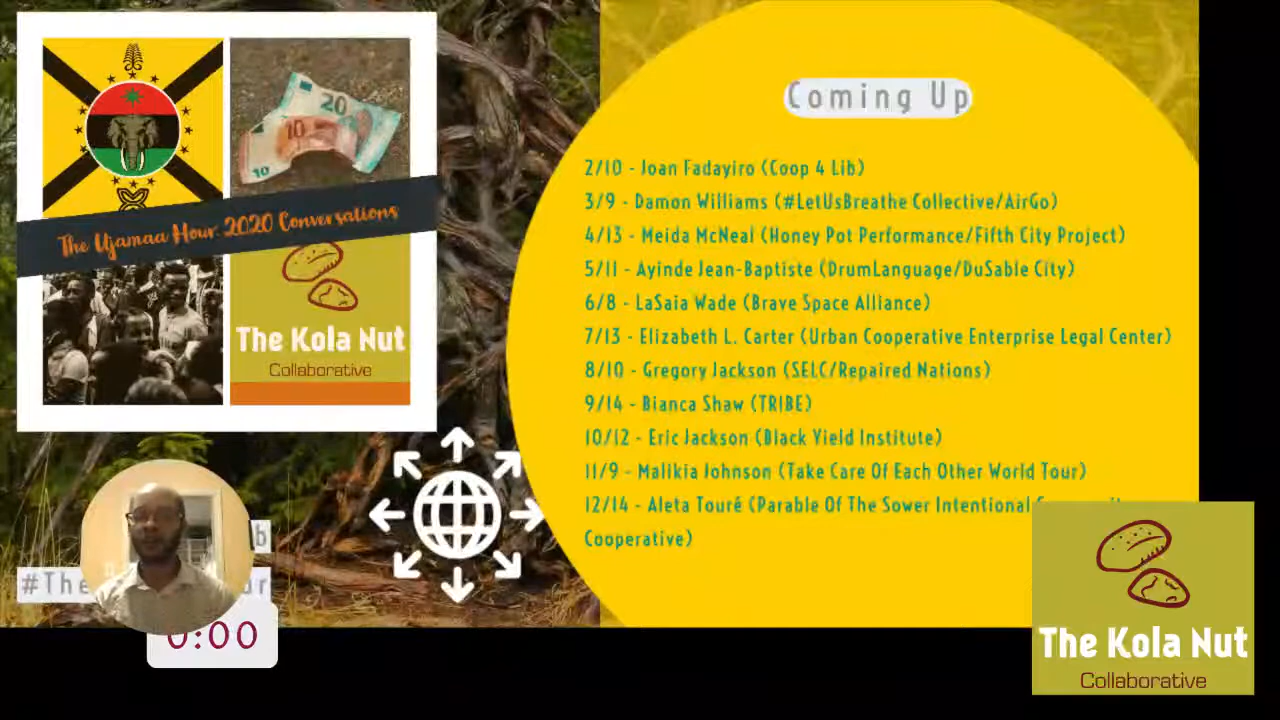 20
10
10
The Ujamaa Hour: 2020 Conversations
The Kola Nut
Collaborative
Coming Up
2/10 - Joan Fadayiro (Coop 4 Lib)
3/9 - Damon Williams (#LetUsBreathe Collective/AirGo)
4/13 - Meida McNeal (Honey Pot Performance/Fifth City Project)
5/11 - Ayinde Jean-Baptiste (DrumLanguage/DuSable City)
6/8 - LaSaia Wade (Brave Space Alliance)
7/13 - Elizabeth L. Carter (Urban Cooperative Enterprise Legal Center)
8/10 - Gregory Jackson (SELC/Repaired Nations)
9/14 - Bianca Shaw (TRIBE)
10/12 - Eric Jackson (Black Yield Institute)
11/9 - Malikia Johnson (Take Care Of Each Other World Tour)
12/14 - Aleta Touré (Parable Of The Sower Intentional
Cooperative)
#The
0:00
The Kola Nut
Collaborative